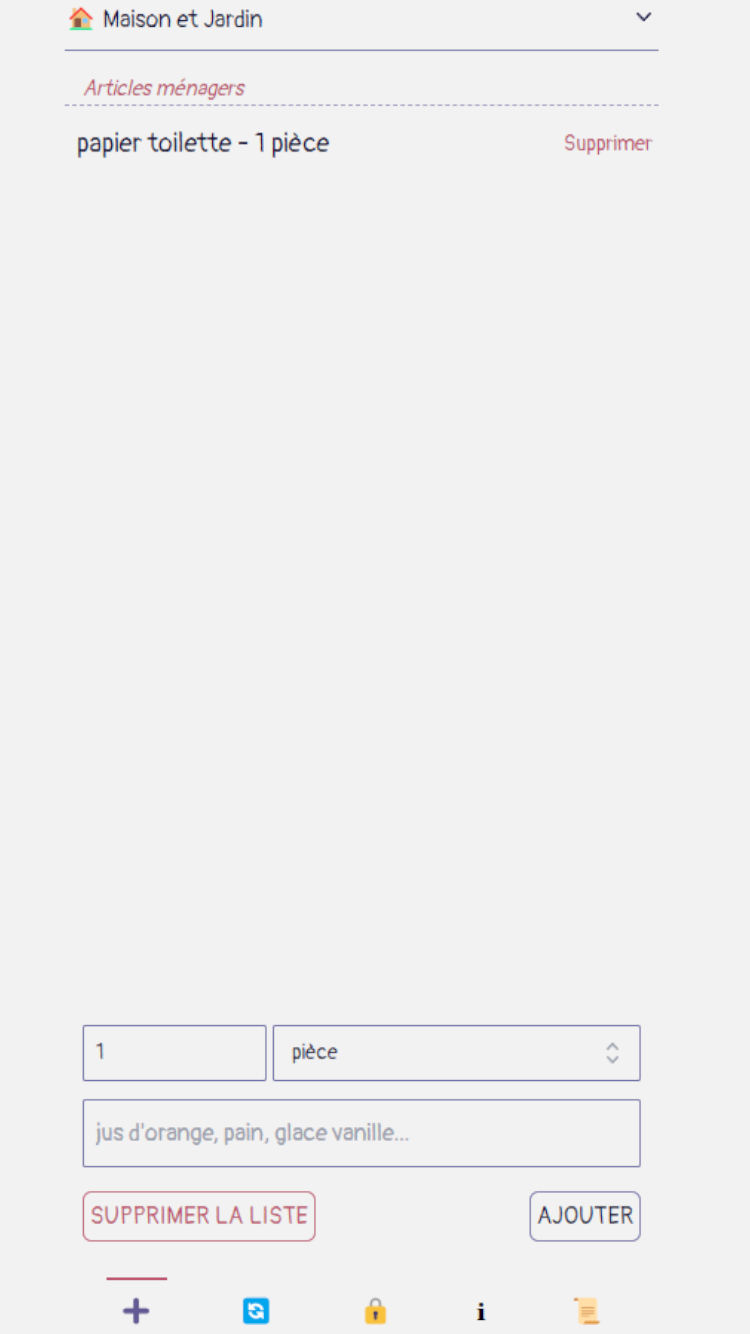 Maison et Jardin
Articles ménagers
papier toilette - 1 pièce Supprimer
1 pièce
jus d'orange, pain, glace vanille...
SUPPRIMER LA LISTE AJOUTER
i